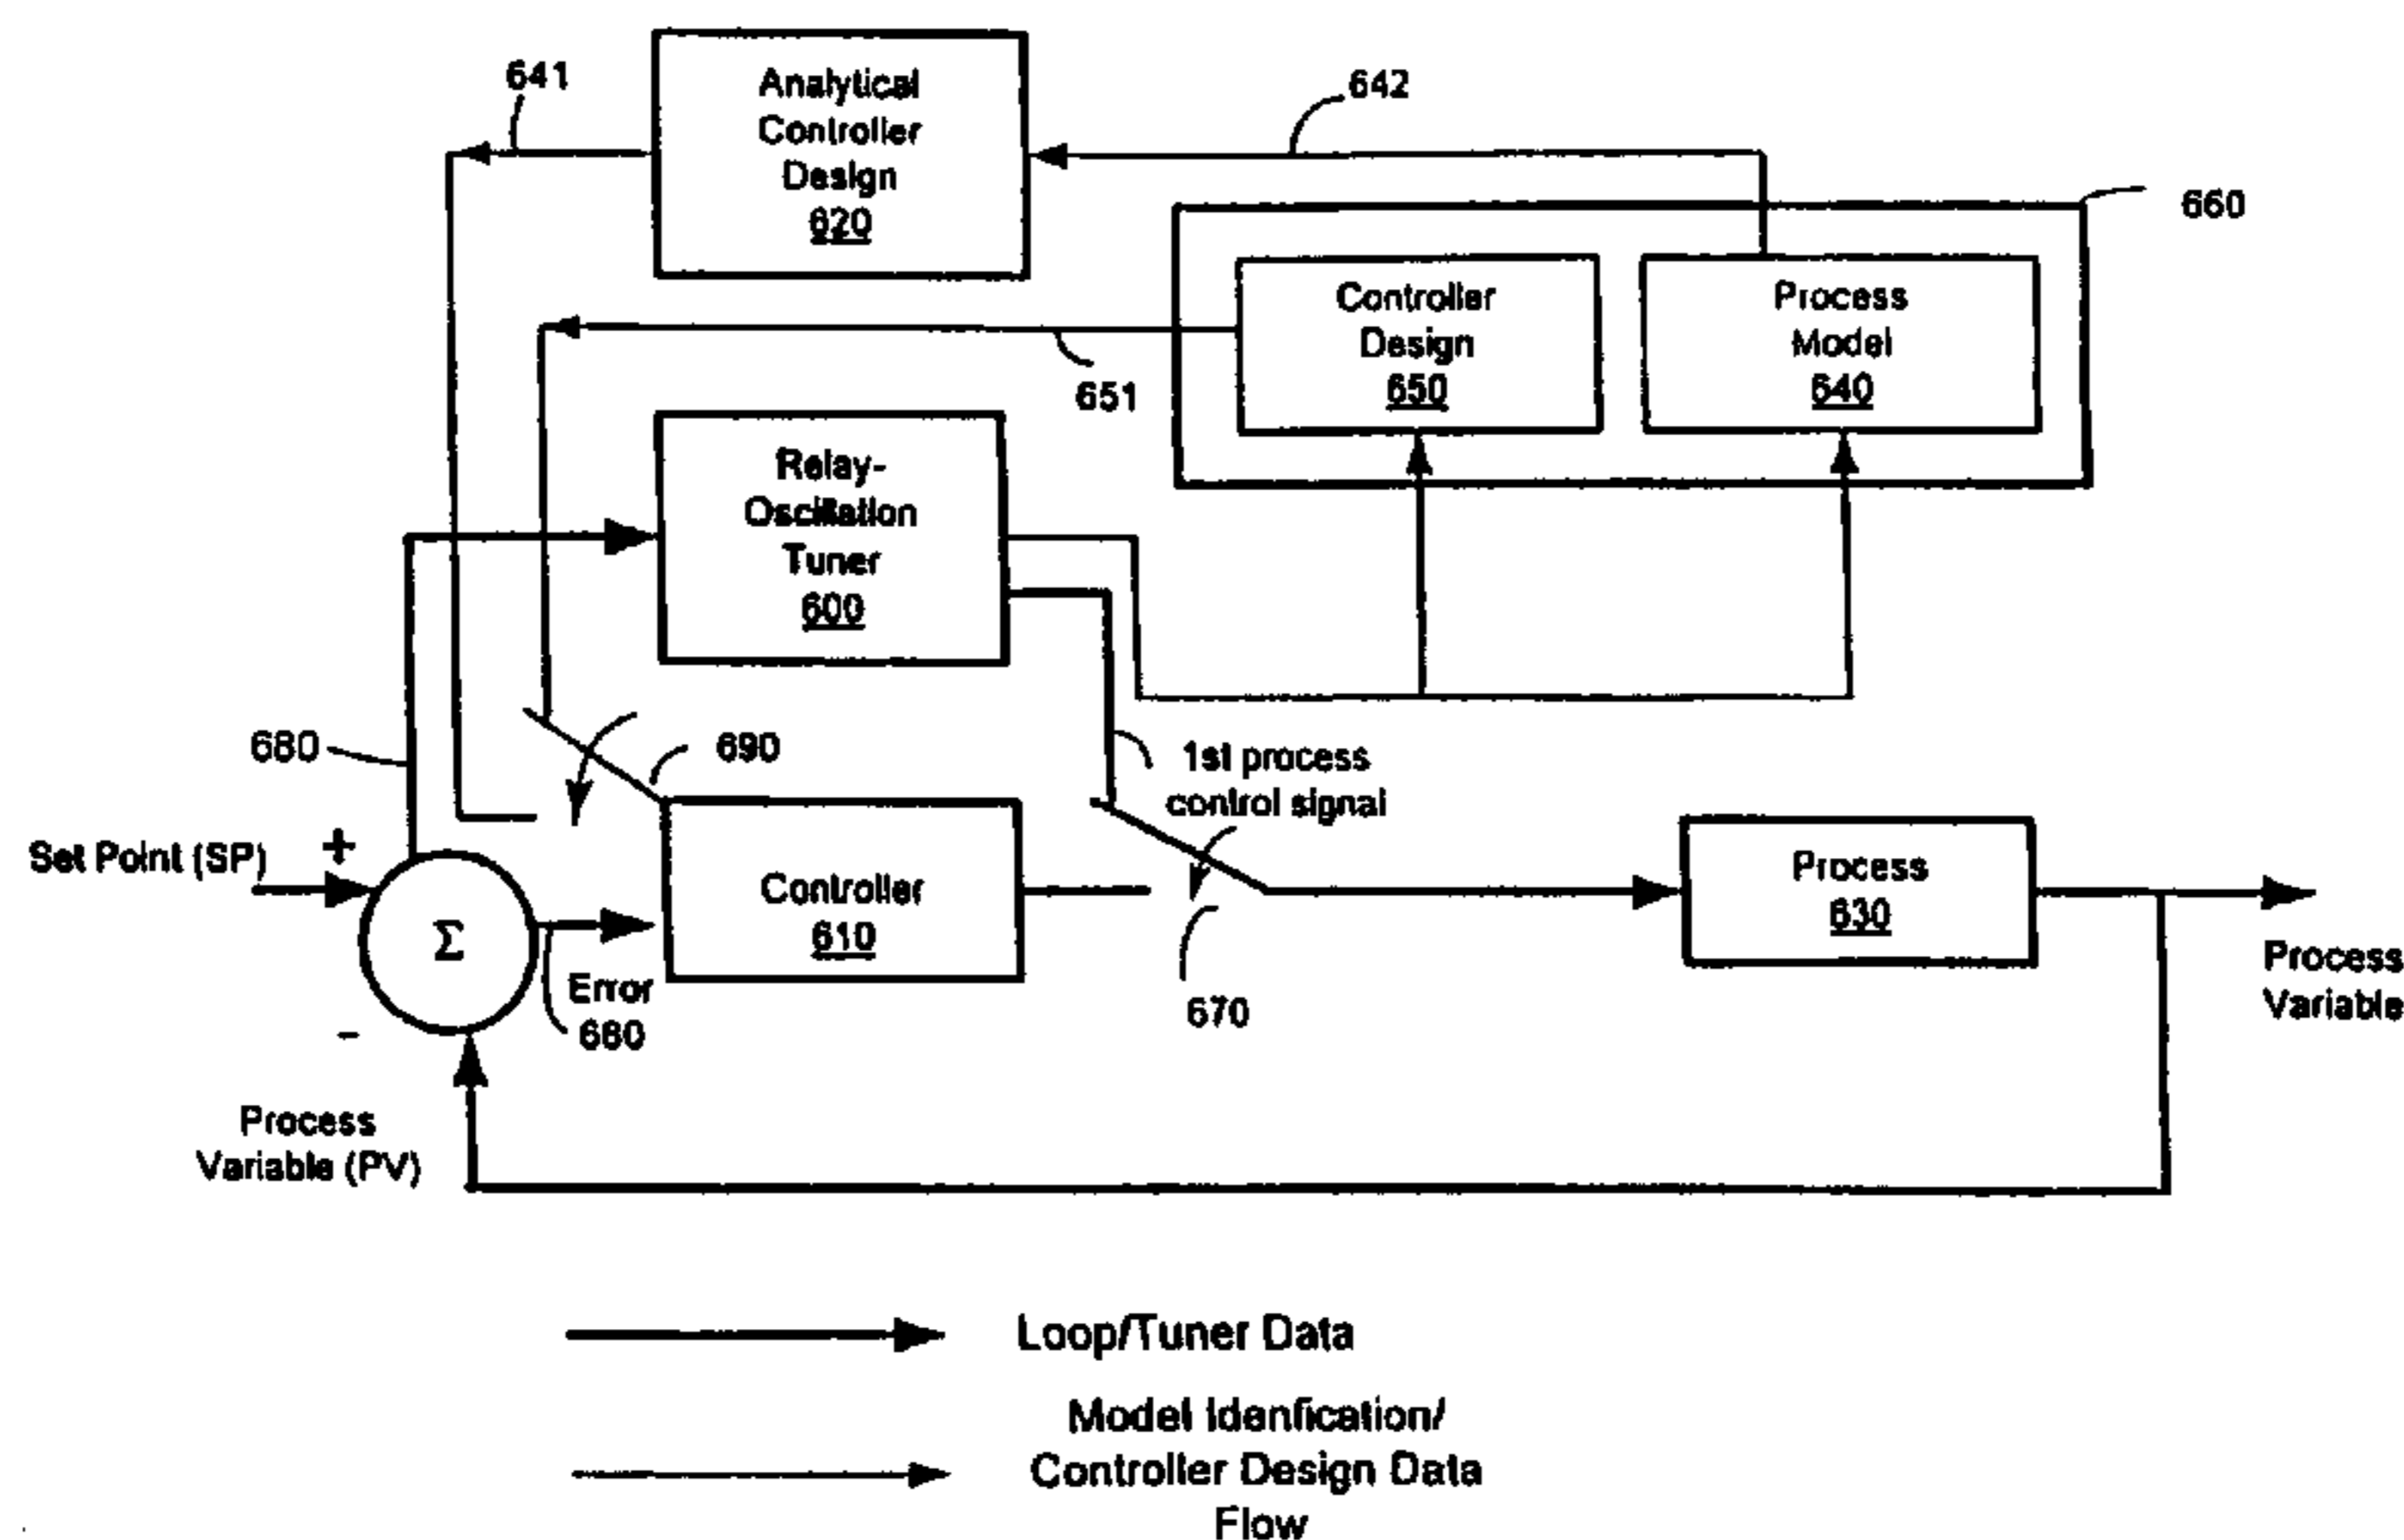 641
Analytical
Controller
Design
620
642
660
Controller
Design
650
Process
Model
640
651
Relay-
Oscillation
Tuner
600
680
690
1st process
control signal
Set Point (SP)
+
Σ
-
Error
680
Controller
610
670
Process
630
Process
Variable
Process
Variable (PV)
Loop/Tuner Data
Model Idenfication/
Controller Design Data
Flow